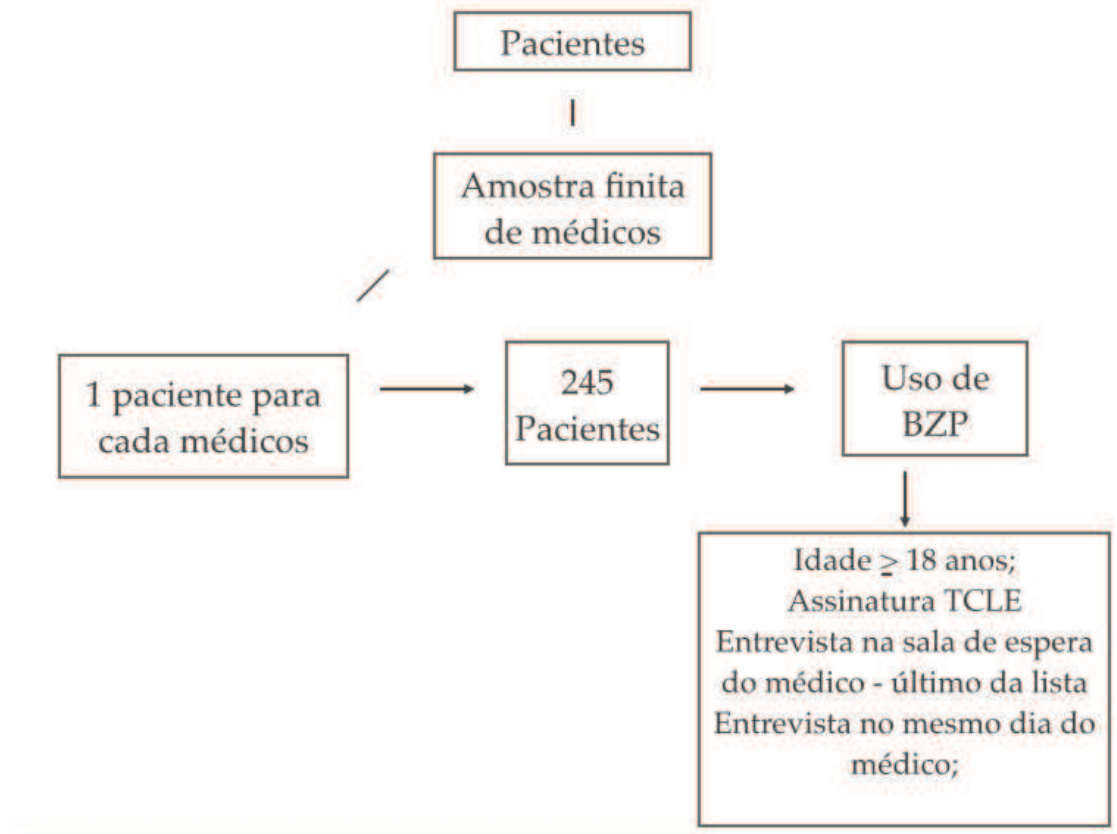 Pacientes
Amostra finita
de médicos
1 paciente para
cada médicos
245
Pacientes
Uso de
BZP
Idade ≥ 18 anos;
Assinatura TCLE
Entrevista na sala de espera
do médico - último da lista
Entrevista no mesmo dia do
médico;